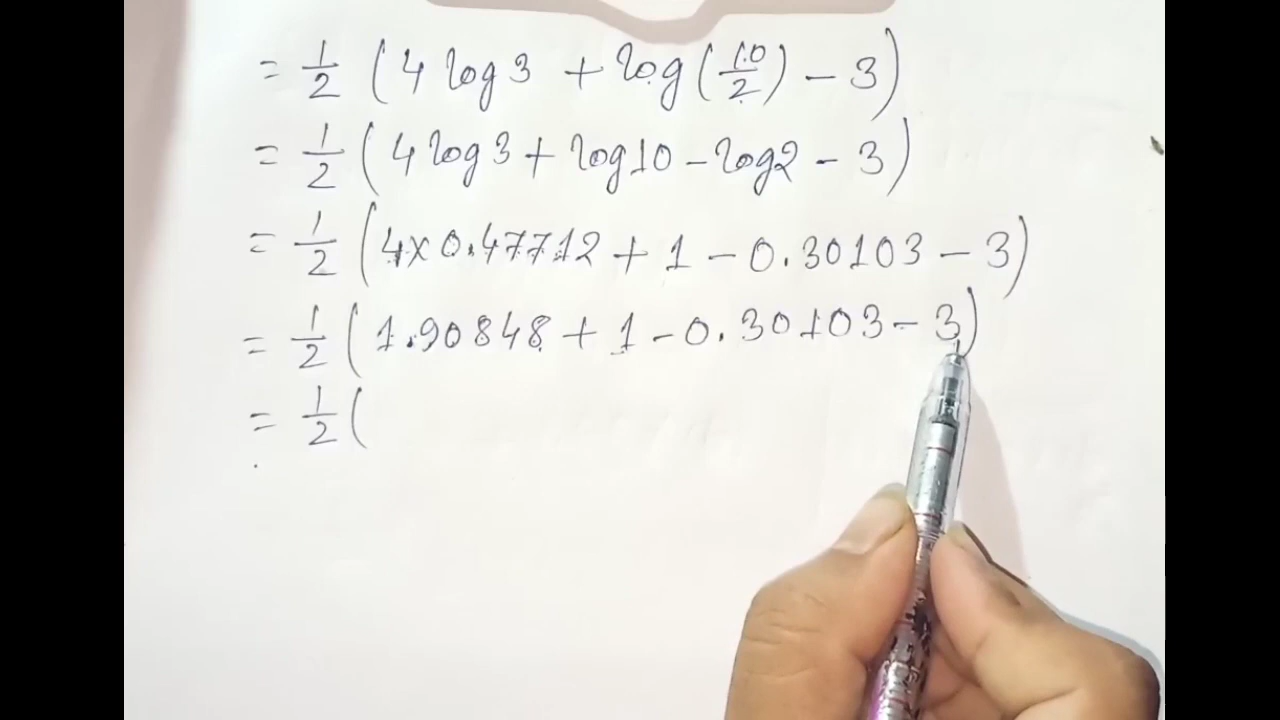 = 1/2 (4 log 3 + log(10/2) - 3)
= 1/2 (4 log 3 + log 10 - log 2 - 3)
= 1/2 (4 × 0.47712 + 1 - 0.30103 - 3)
= 1/2 (1.90848 + 1 - 0.30103 - 3)
= 1/2 (